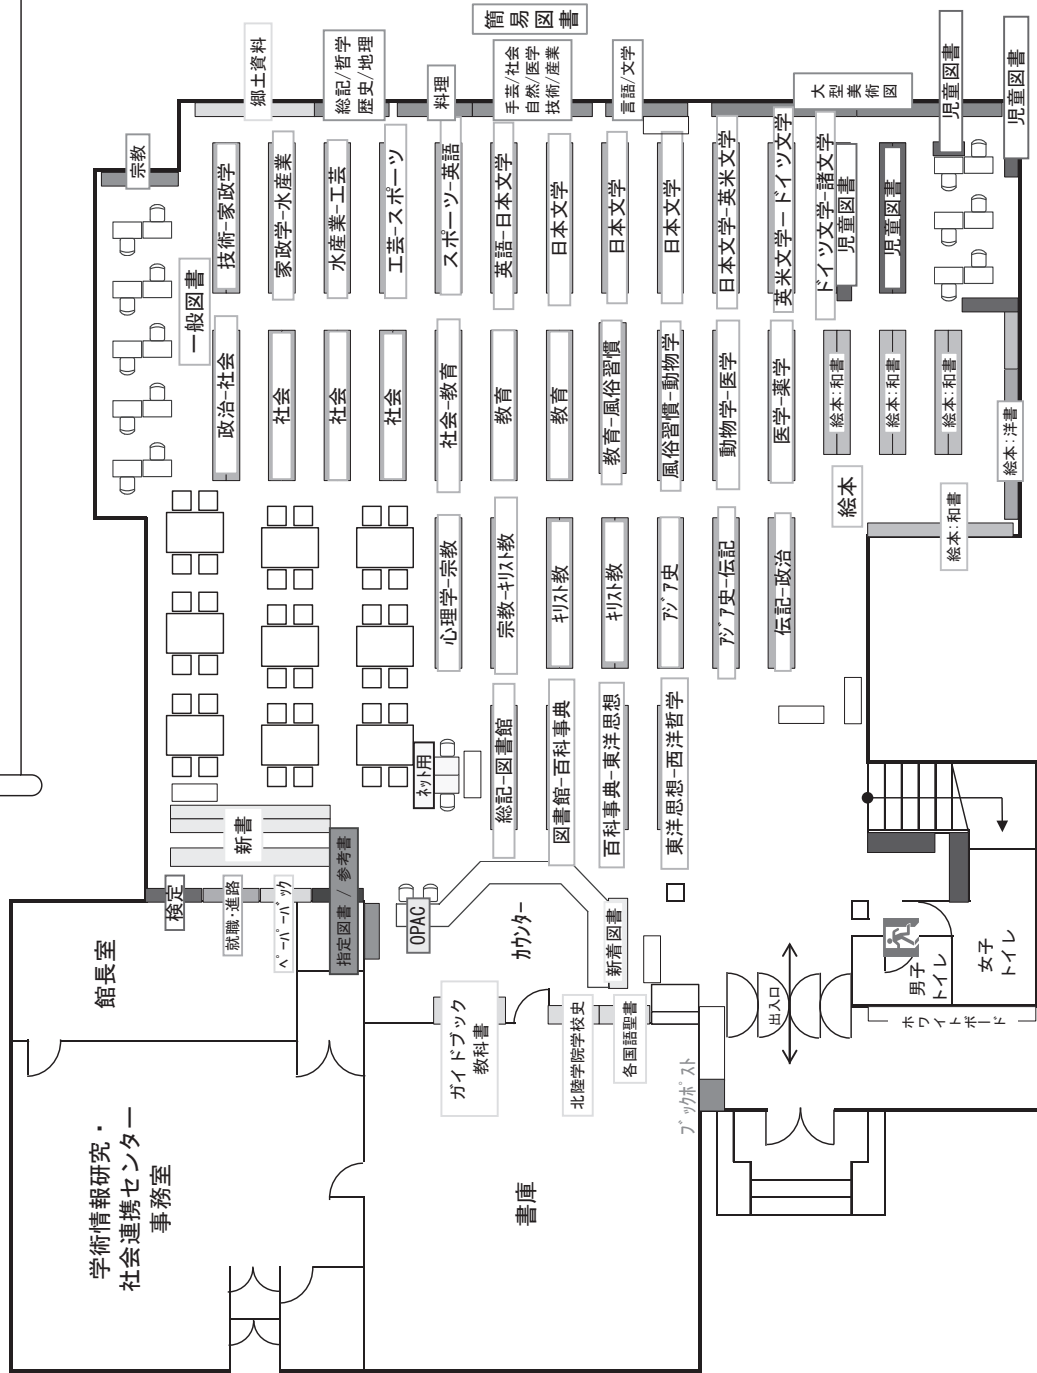 簡易図書
郷土資料
総記/哲学
歴史/地理
料理
手芸/社会
自然/医学
技術/産業
言語/文学
大型美術図
児童図書
児童図書
宗教
一般図書
技術-家政学
家政学-水産業
水産業-工芸
工芸-スポーツ
スポーツ-英語
英語-日本文学
日本文学
日本文学
日本文学
日本文学-英米文学
英米文学-ドイツ文学
ドイツ文学-諸文学
児童図書
児童図書
政治-社会
社会
社会
社会
社会-教育
教育
教育
教育-風俗習慣
風俗習慣-動物学
動物学-医学
医学-薬学
絵本:和書
絵本:和書
絵本:和書
絵本:洋書
絵本
絵本:和書
心理学-宗教
宗教-キリスト教
キリスト教
キリスト教
アジア史
アジア史-伝記
伝記-政治
ネット用
総記-図書館
図書館-百科事典
百科事典-東洋思想
東洋思想-西洋哲学
新書
検定
就職・進路
ペーパーバック
指定図書 / 参考書
OPAC
カウンター
新着図書
館長室
ガイドブック
教科書
北陸学院学校史
各国語聖書
ブックポスト
出入口
男子
トイレ
女子
トイレ
ホワイトボード
学術情報研究・
社会連携センター
事務室
書庫